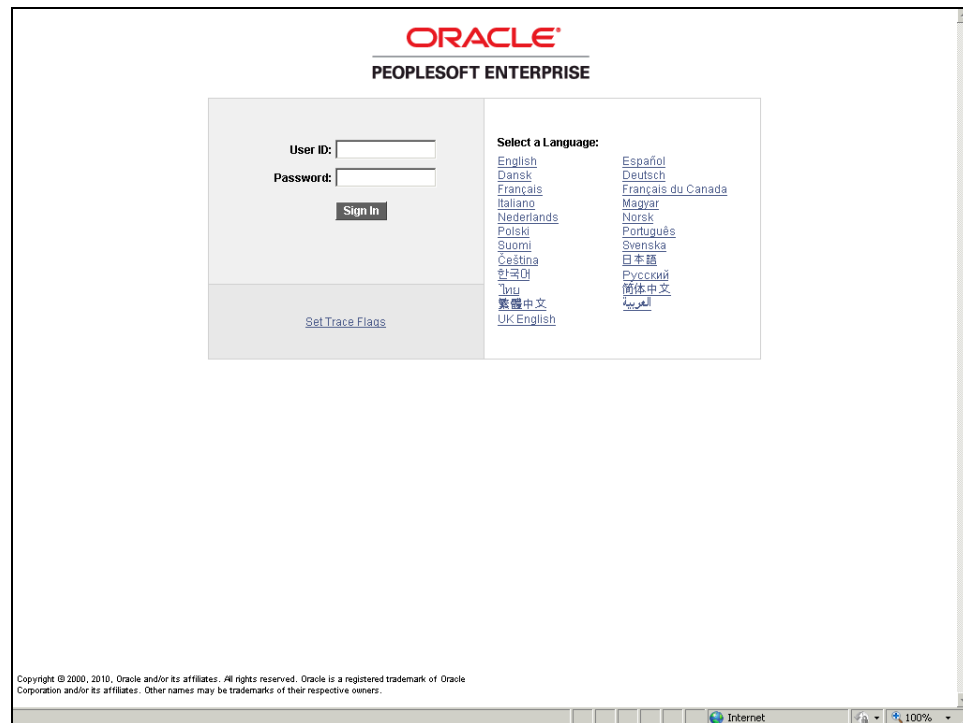 ORACLE
PEOPLESOFT ENTERPRISE
User ID:
Password:
Sign In
Set Trace Flags
Select a Language:
English Español
Dansk Deutsch
Français Français du Canada
Italiano Magyar
Nederlands Norsk
Polski Português
Suomi Svenska
Čeština 日本語
한국어 Русский
ไทย 简体中文
繁體中文 العربية
UK English
Copyright © 2000, 2010, Oracle and/or its affiliates. All rights reserved. Oracle is a registered trademark of Oracle
Corporation and/or its affiliates. Other names may be trademarks of their respective owners.
Internet 100%